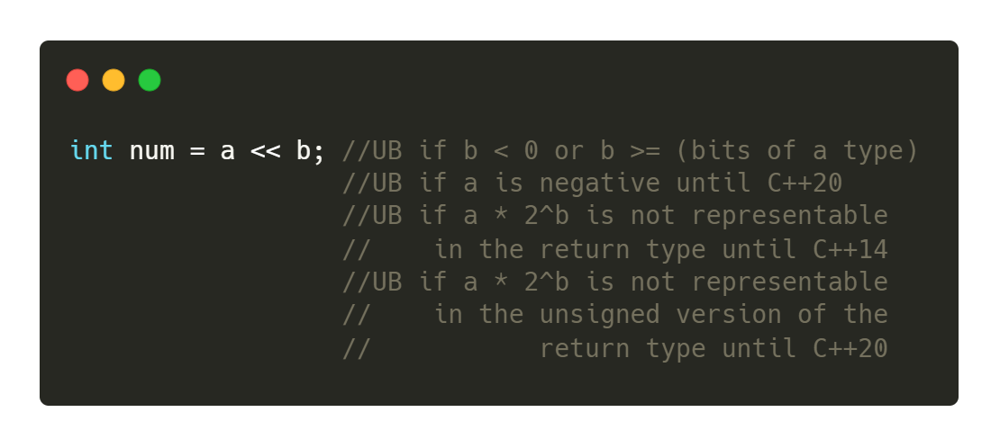 int num = a << b; //UB if b < 0 or b >= (bits of a type)
//UB if a is negative until C++20
//UB if a * 2^b is not representable
//    in the return type until C++14
//UB if a * 2^b is not representable
//    in the unsigned version of the
//           return type until C++20